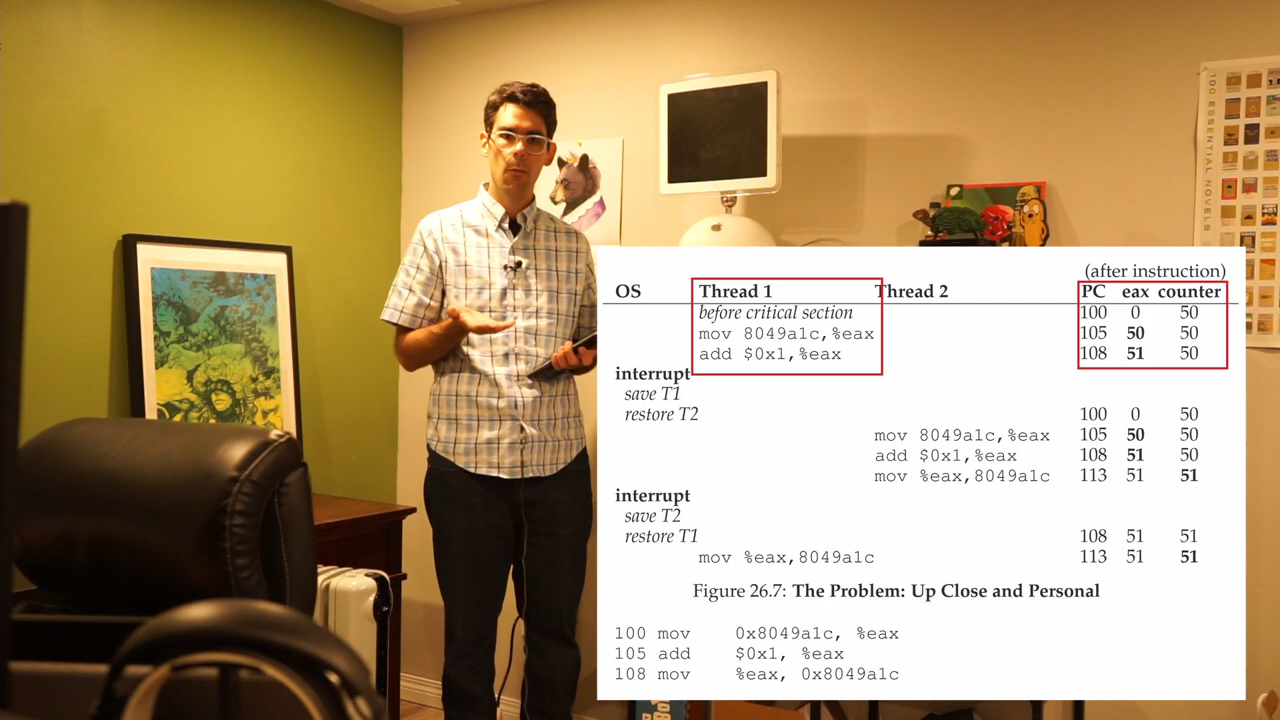 100 ESSENTIAL NOVELS
(after instruction)
OS Thread 1 Thread 2 PC eax counter
before critical section 100 0 50
mov 8049a1c,%eax 105 50 50
add $0x1,%eax 108 51 50
interrupt
save T1
restore T2 100 0 50
mov 8049a1c,%eax 105 50 50
add $0x1,%eax 108 51 50
mov %eax,8049a1c 113 51 51
interrupt
save T2
restore T1 108 51 51
mov %eax,8049a1c 113 51 51
Figure 26.7: The Problem: Up Close and Personal
100 mov 0x8049a1c, %eax
105 add $0x1, %eax
108 mov %eax, 0x8049a1c